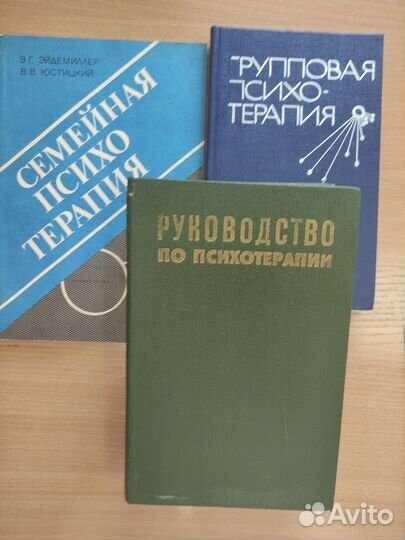 Э.Г. ЭЙДЕМИЛЛЕР
В.В. ЮСТИЦКИЙ
СЕМЕЙНАЯ
ПСИХО
ТЕРАПИЯ
ГРУППОВАЯ
ПСИХО-
ТЕРАПИЯ
РУКОВОДСТВО
ПО ПСИХОТЕРАПИИ
Avito